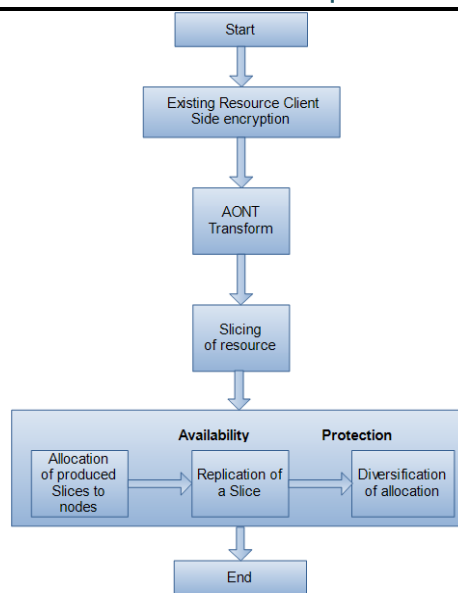 Start
Existing Resource Client
Side encryption
AONT
Transform
Slicing
of resource
Availability
Protection
Allocation
of produced
Slices to
nodes
Replication of
a Slice
Diversification
of allocation
End